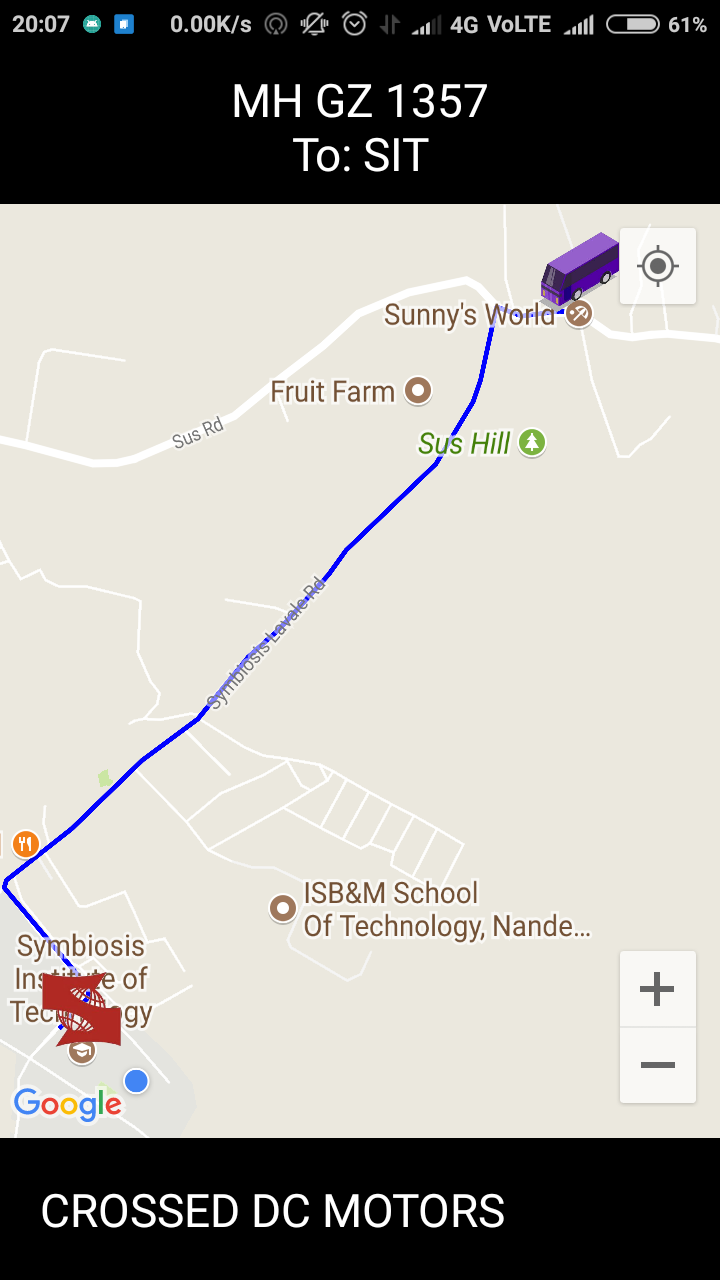 20:07 0.00K/s 4G VoLTE 61%
MH GZ 1357
To: SIT
Sunny's World
Fruit Farm
Sus Rd
Sus Hill
Symbiosis Lavale Rd
ISB&M School
Of Technology, Nande...
Symbiosis
Institute of
Technology
Google
CROSSED DC MOTORS